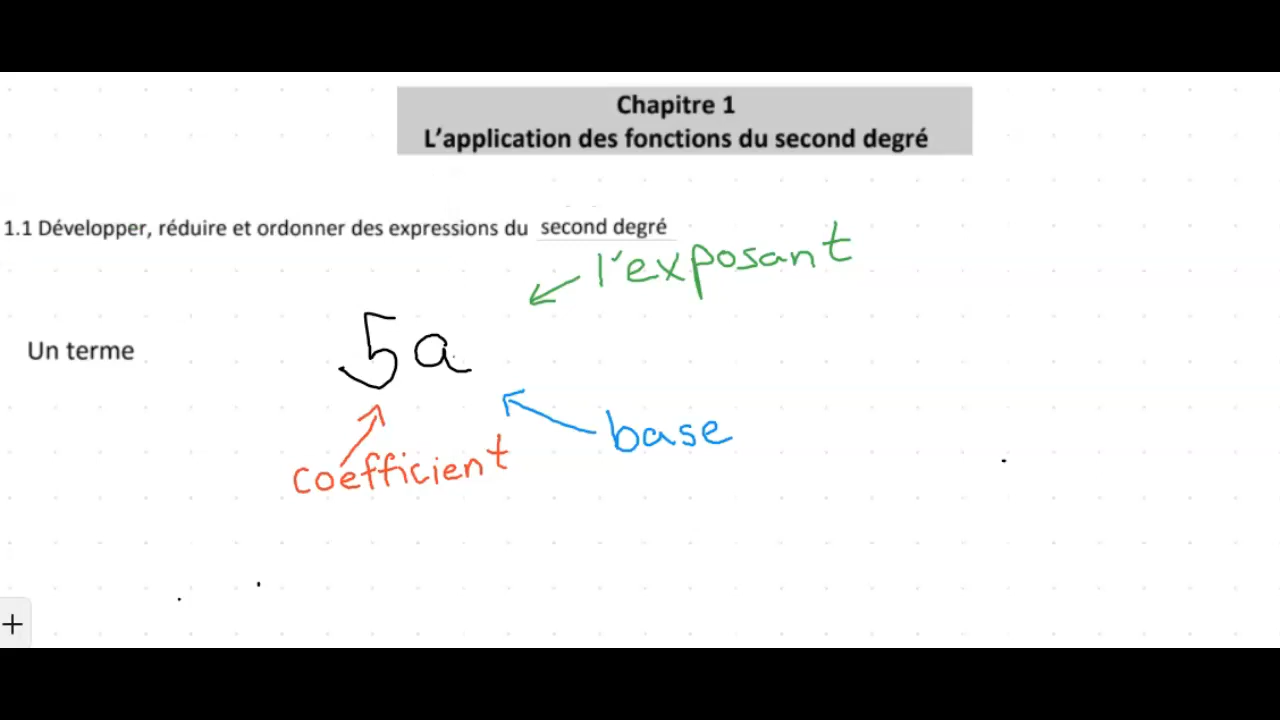 Chapitre 1
L'application des fonctions du second degré
1.1 Développer, réduire et ordonner des expressions du second degré
l'exposant
Un terme 5a
base
coefficient